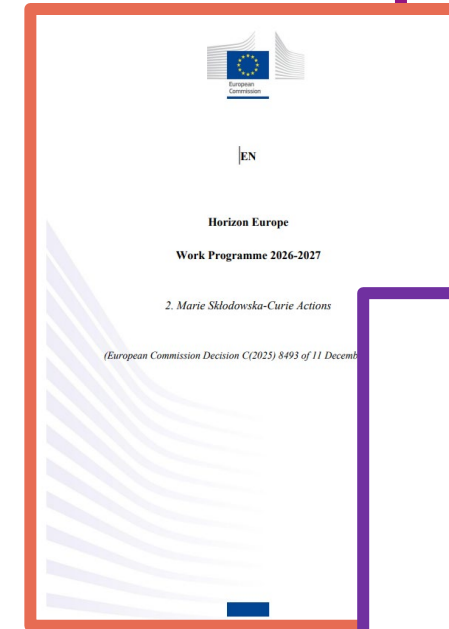 European
Commission
EN
Horizon Europe
Work Programme 2026-2027
2. Marie Skłodowska-Curie Actions
(European Commission Decision C(2025) 8493 of 11 Decemb